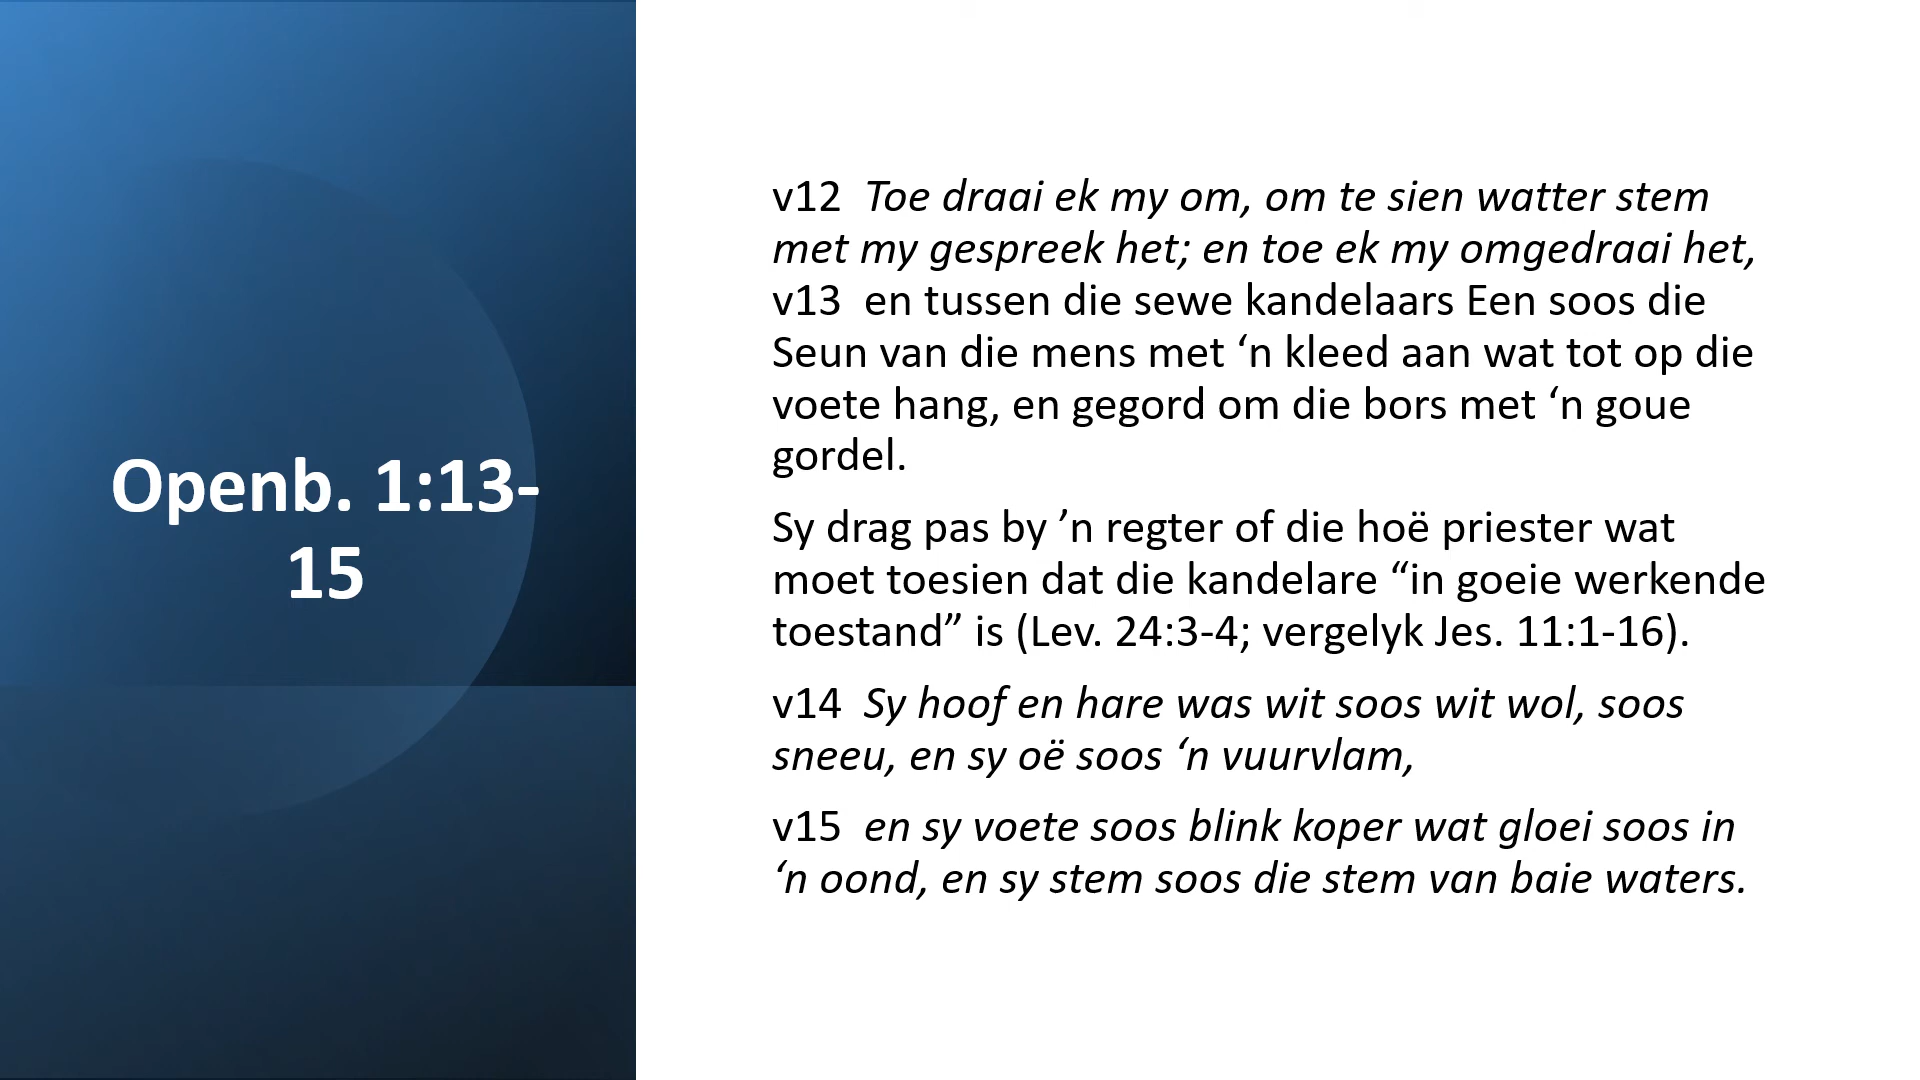 Openb. 1:13-
15
v12  Toe draai ek my om, om te sien watter stem
met my gespreek het; en toe ek my omgedraai het,
v13  en tussen die sewe kandelaars Een soos die
Seun van die mens met ‘n kleed aan wat tot op die
voete hang, en gegord om die bors met ‘n goue
gordel.
Sy drag pas by ’n regter of die hoë priester wat
moet toesien dat die kandelare “in goeie werkende
toestand” is (Lev. 24:3-4; vergelyk Jes. 11:1-16).
v14  Sy hoof en hare was wit soos wit wol, soos
sneeu, en sy oë soos ‘n vuurvlam,
v15  en sy voete soos blink koper wat gloei soos in
‘n oond, en sy stem soos die stem van baie waters.